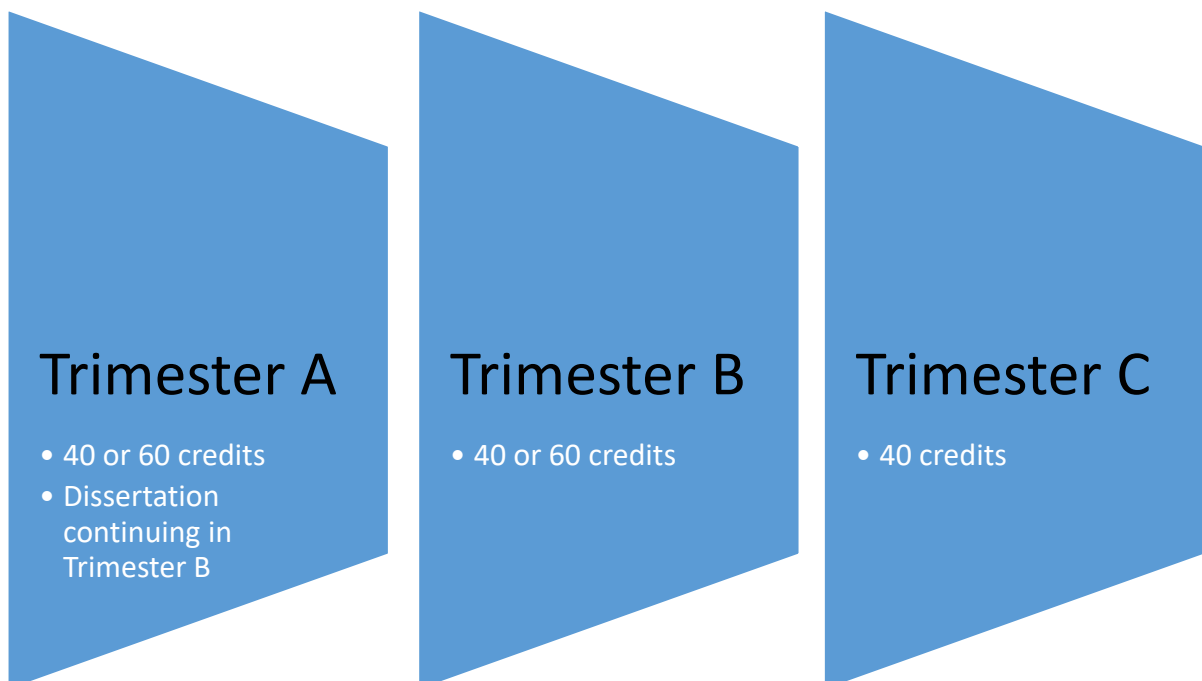 Trimester A
• 40 or 60 credits
• Dissertation
continuing in
Trimester B
Trimester B
• 40 or 60 credits
Trimester C
• 40 credits